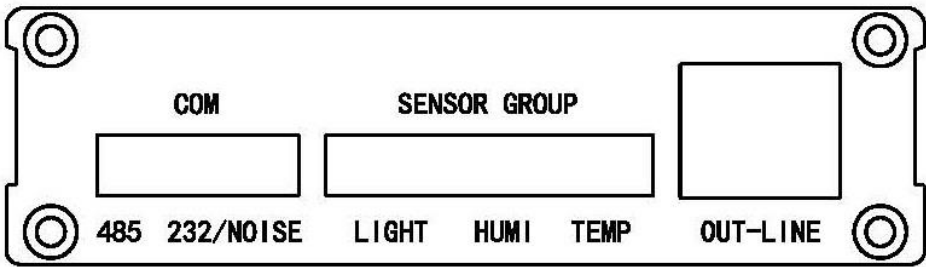 COM SENSOR GROUP
485 232/NOISE LIGHT HUMI TEMP OUT-LINE